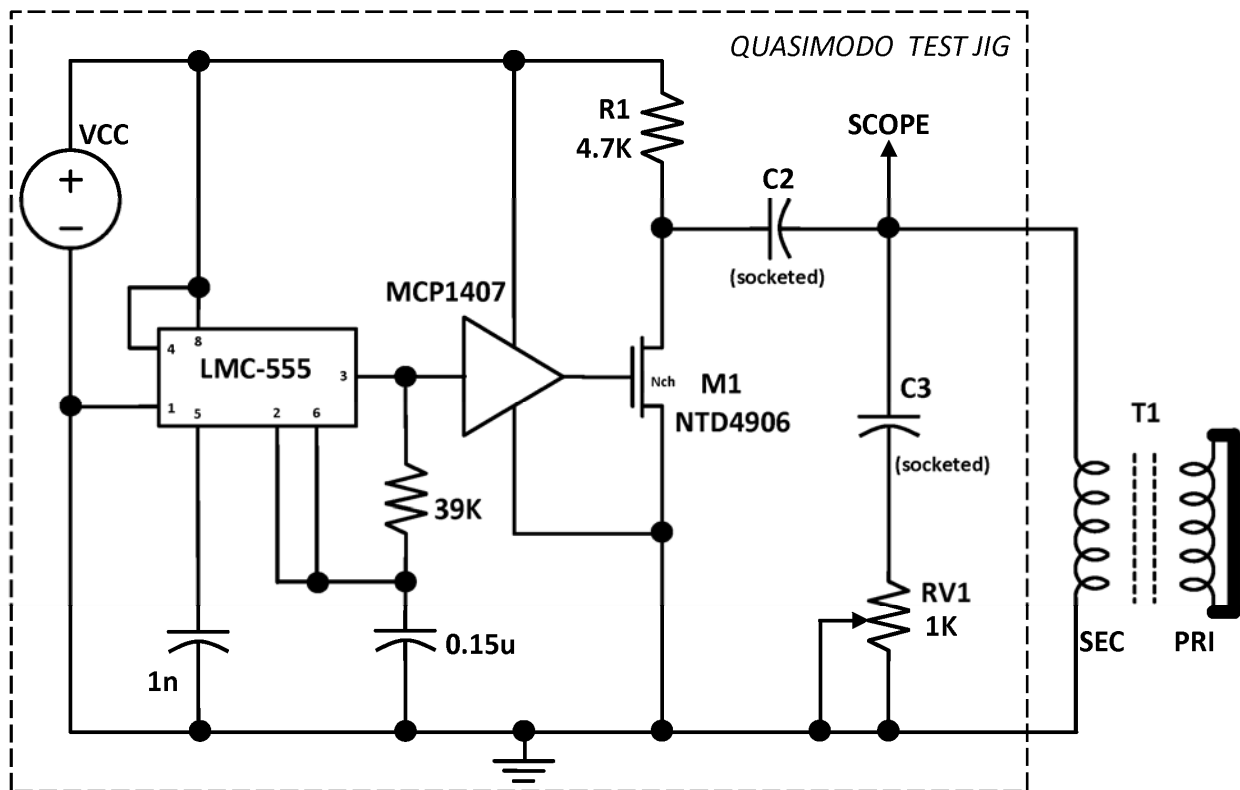 QUASIMODO TEST JIG
VCC
+
−
R1
4.7K
SCOPE
C2
(socketed)
MCP1407
4
8
LMC-555
3
1
5
2
6
Nch
M1
NTD4906
C3
(socketed)
T1
39K
RV1
1K
SEC
PRI
0.15u
1n